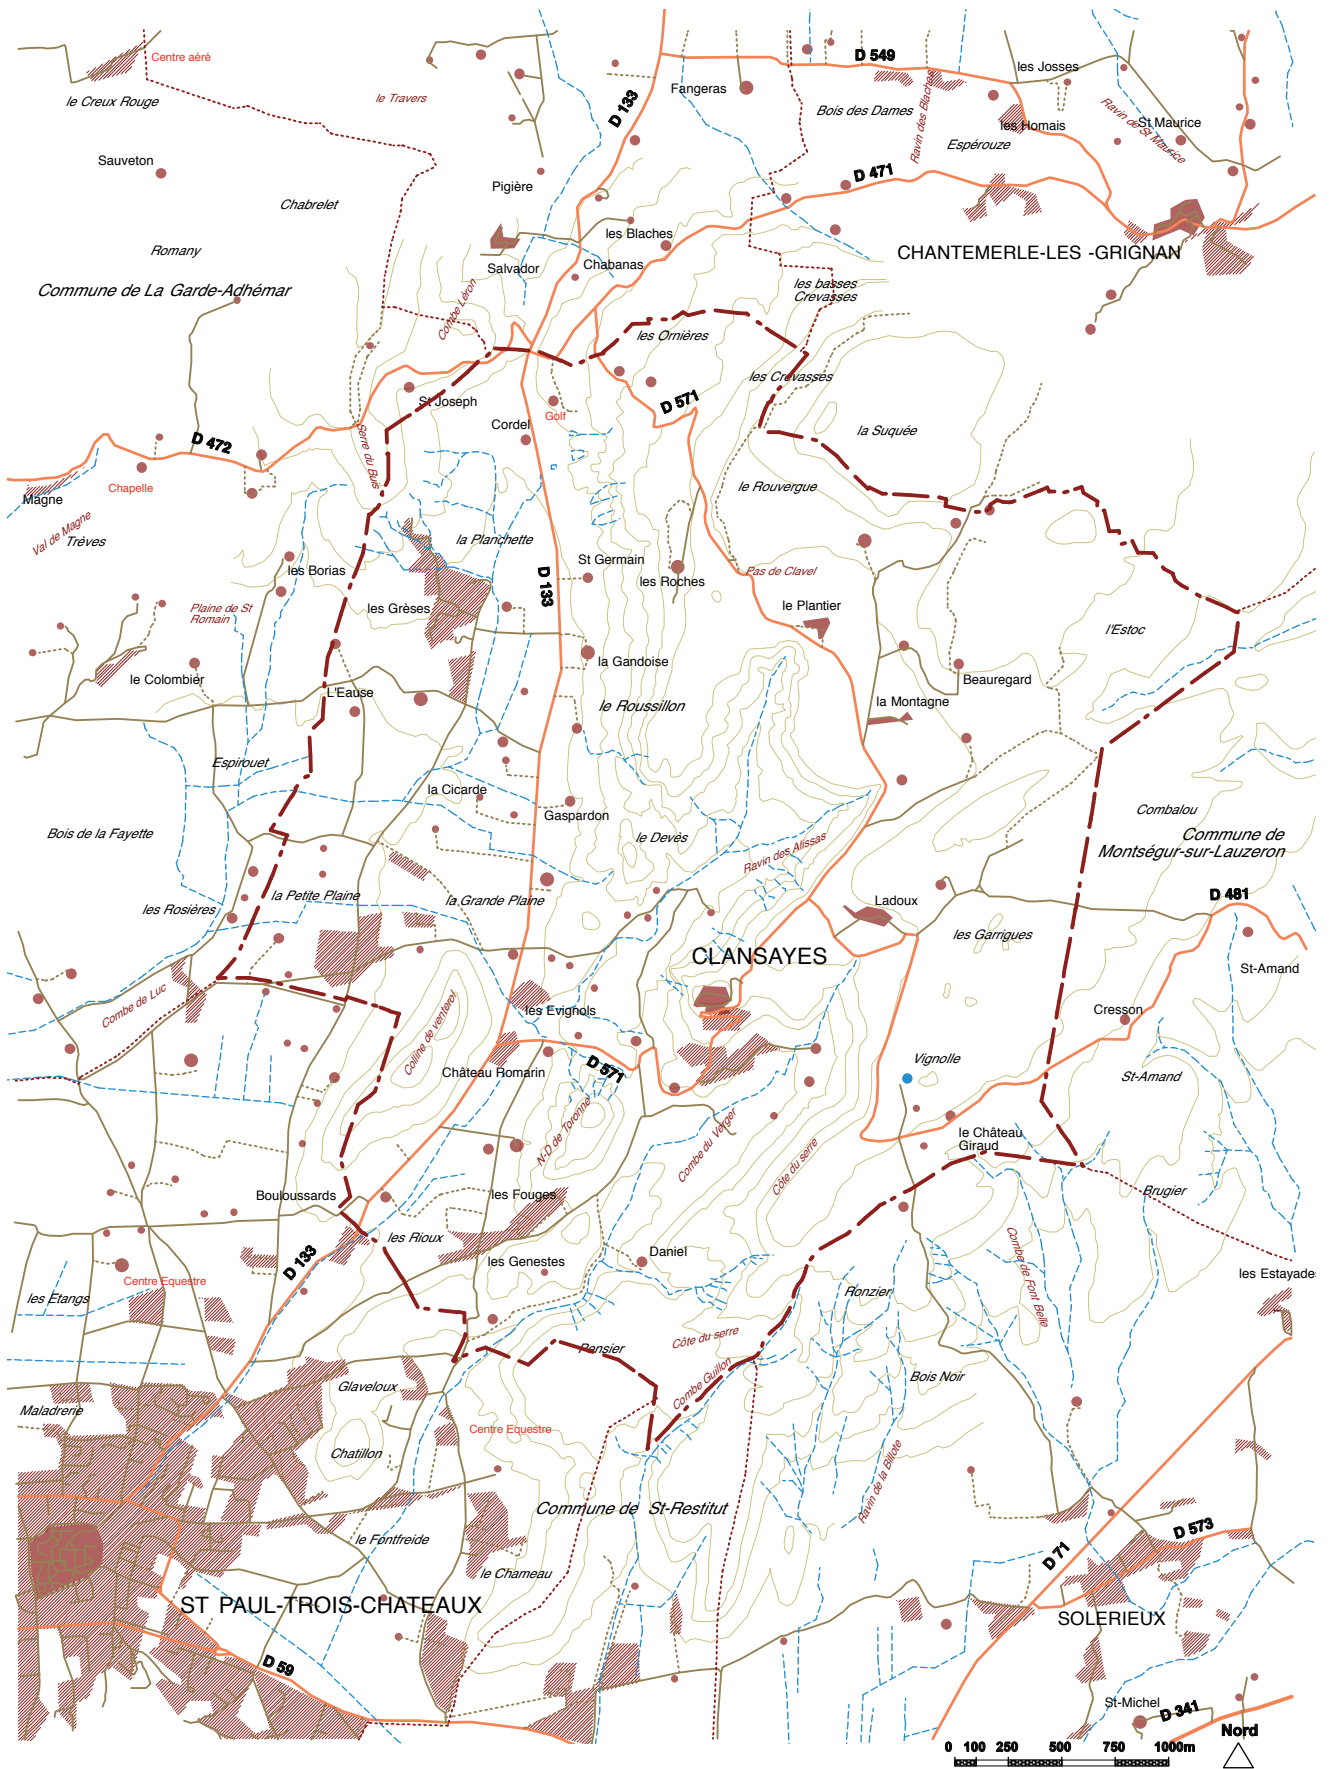 Centre aéré
D 549
les Josses
le Creux Rouge
le Travers
Fangeras
D 133
Bois des Dames
Ravin des Blaches
les Homais
Ravin de St Maurice
St Maurice
Espérouze
Sauveton
Pigière
D 471
Chabrelet
les Blaches
Romany
Salvador
Chabanas
CHANTEMERLE-LES -GRIGNAN
Commune de La Garde-Adhémar
Combe Léron
les basses
Crevasses
les Ornières
les Crevasses
St Joseph
D 571
Golf
Cordel
Serre du Buis
D 472
la Suquée
Chapelle
Magne
le Rouvergue
Val de Magne
Trèves
la Planchette
St Germain
les Borias
D 133
les Roches
Pas de Clavel
Plaine de St
Romain
les Grèses
le Plantier
l'Estoc
le Colombier
la Gandoise
Beauregard
L'Eause
le Roussillon
la Montagne
Espirouet
la Cicarde
Combalou
Gaspardon
Bois de la Fayette
le Devès
Ravin des Alissas
Commune de
Montségur-sur-Lauzeron
la Petite Plaine
la Grande Plaine
D 481
les Rosières
Ladoux
les Garrigues
CLANSAYES
St-Amand
Combe de Luc
Colline de venterol
les Evignols
Cresson
Château Romarin
D 571
Vignolle
St-Amand
N-D de Toronne
Combe du Verger
Côte du serre
le Château
Giraud
Bouloussards
les Fouges
Brugier
les Rioux
D 133
les Genestes
Daniel
Combe de Font Belle
Centre Equestre
les Etangs
Ronzier
les Estayades
Pensier
Côte du serre
Combe Guillon
Glaveloux
Bois Noir
Maladrerie
Centre Equestre
Chatillon
Ravin de la Billote
Commune de St-Restitut
le Fontfreide
D 573
D 71
le Chameau
ST PAUL-TROIS-CHATEAUX
SOLERIEUX
D 59
St-Michel
D 341
Nord
0 100 250 500 750 1000m